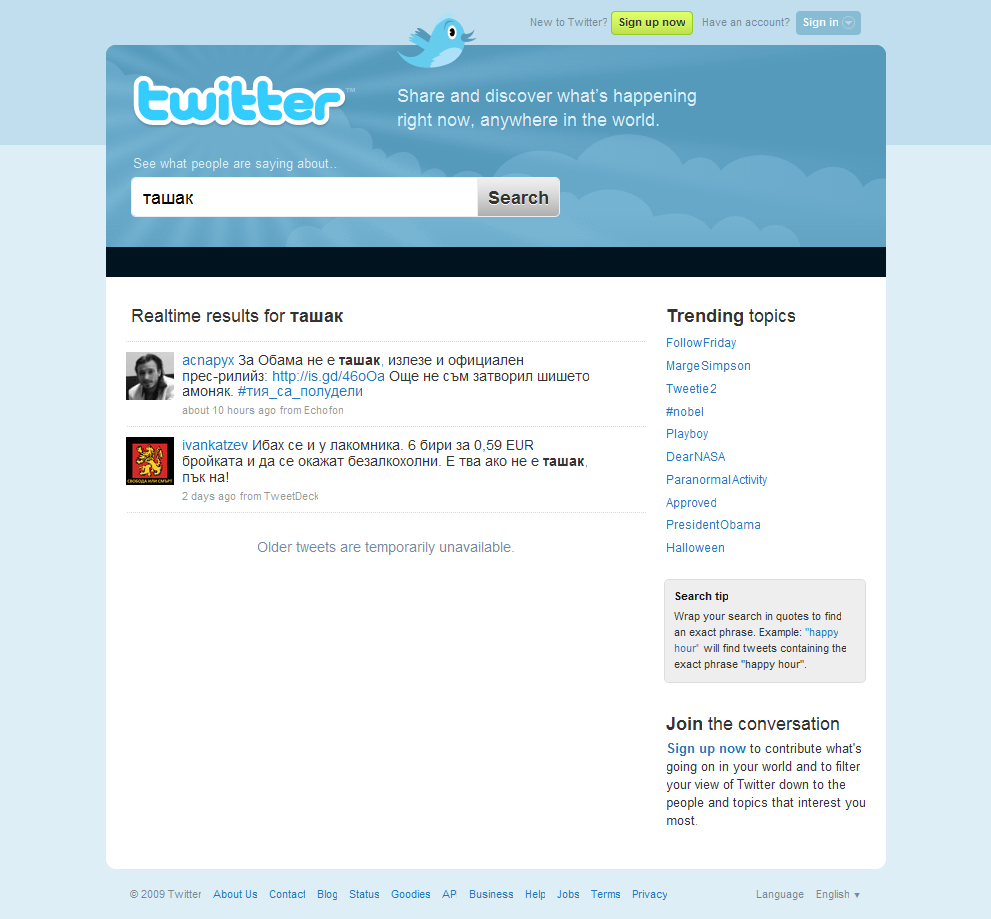 New to Twitter? Sign up now Have an account? Sign in
twitter™
Share and discover what's happening
right now, anywhere in the world.
See what people are saying about..
ташак Search
Realtime results for ташак
аспарух За Обама не е ташак, излезе и официален
прес-рилийз: http://is.gd/46oOa Още не съм затворил шишето
амоняк. #тия_са_полудели
about 10 hours ago from Echofon
СВОБОДА ИЛИ СМЪРТ
ivankatzev Ибах се и у лакомника. 6 бири за 0,59 EUR
бройката и да се окажат безалкохолни. Е тва ако не е ташак,
пък на!
2 days ago from TweetDeck
Older tweets are temporarily unavailable.
Trending topics
FollowFriday
MargeSimpson
Tweetie2
#nobel
Playboy
DearNASA
ParanormalActivity
Approved
PresidentObama
Halloween
Search tip
Wrap your search in quotes to find
an exact phrase. Example: "happy
hour" will find tweets containing the
exact phrase "happy hour".
Join the conversation
Sign up now to contribute what's
going on in your world and to filter
your view of Twitter down to the
people and topics that interest you
most.
© 2009 Twitter About Us Contact Blog Status Goodies API Business Help Jobs Terms Privacy Language English